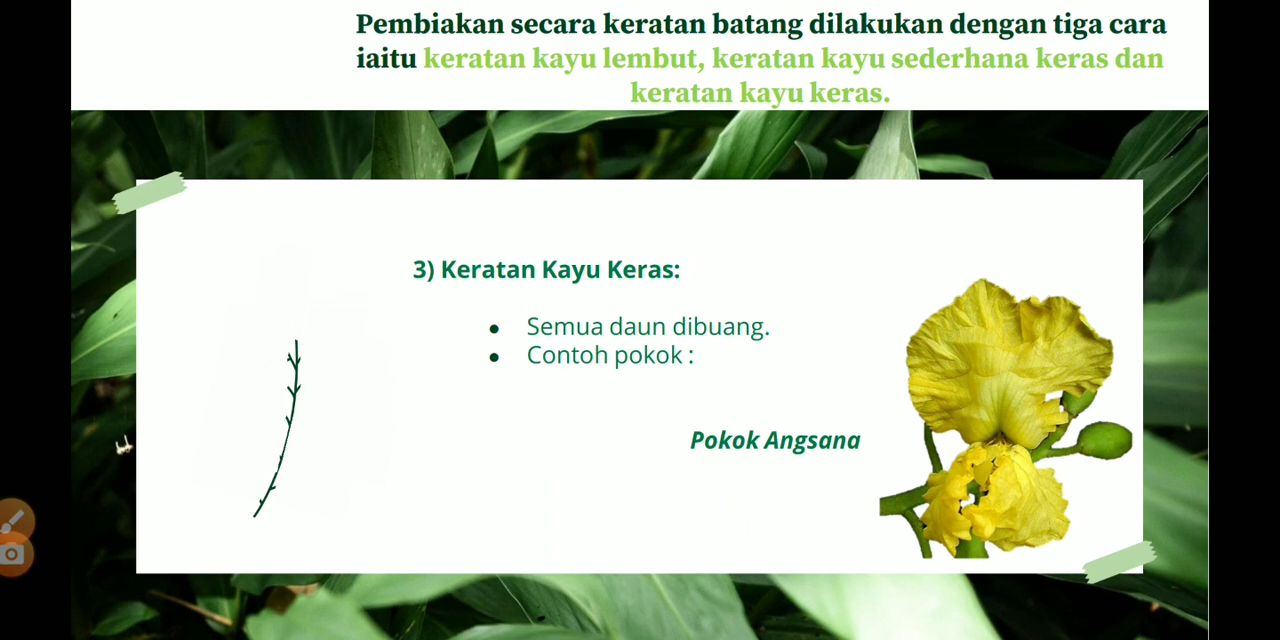 Pembiakan secara keratan batang dilakukan dengan tiga cara
iaitu keratan kayu lembut, keratan kayu sederhana keras dan
keratan kayu keras.
3) Keratan Kayu Keras:
• Semua daun dibuang.
• Contoh pokok :
Pokok Angsana